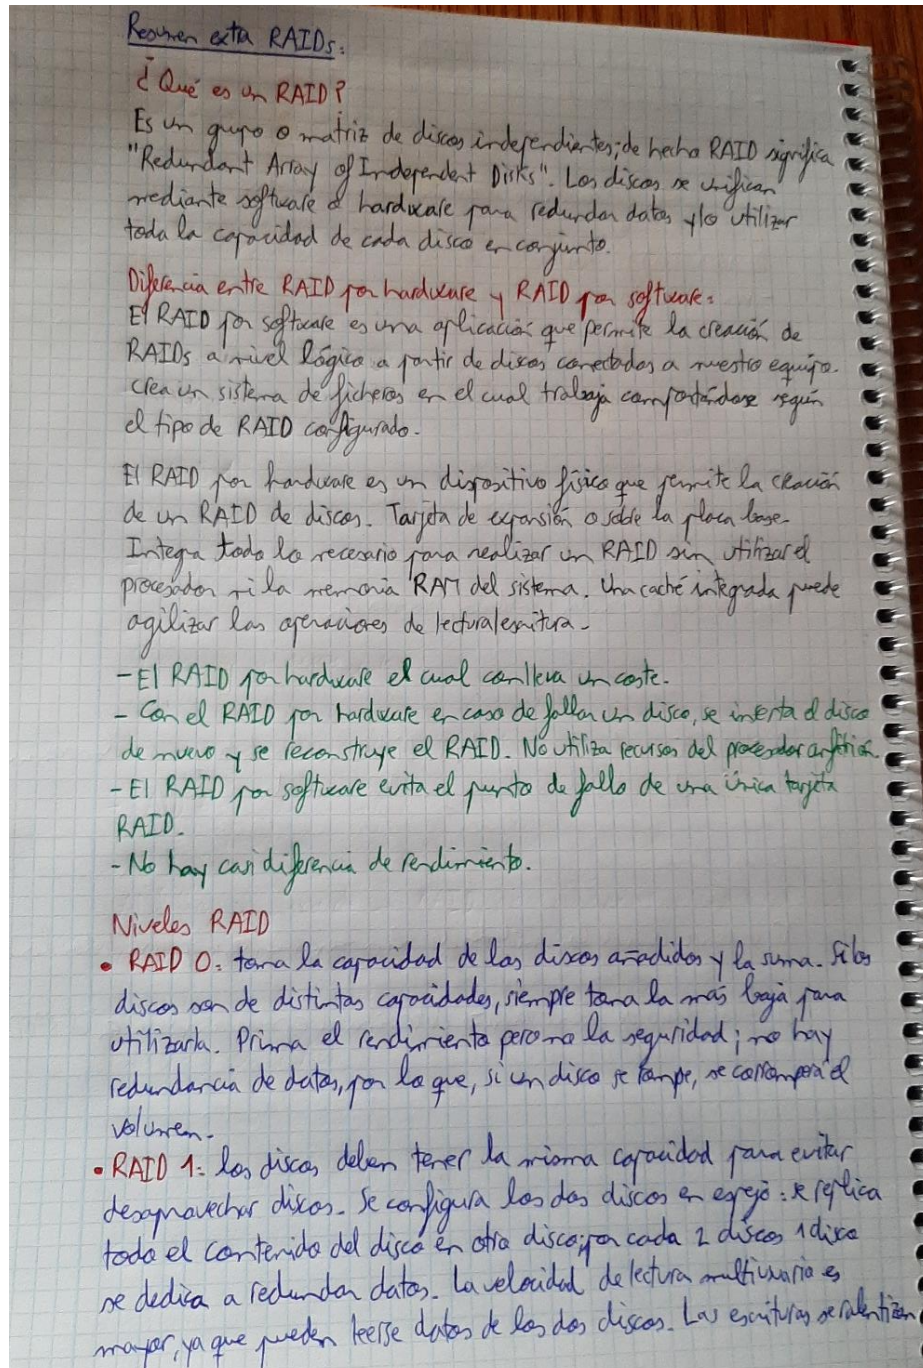 Resumen extra RAIDs:
¿Qué es un RAID?
Es un grupo o matriz de discos independientes; de hecho RAID significa
"Redundant Array of Independent Disks". Los discos se unifican
mediante software o hardware para redundar datos y/o utilizar
toda la capacidad de cada disco en conjunto.
Diferencia entre RAID por hardware y RAID por software:
El RAID por software es una aplicación que permite la creación de
RAIDs a nivel lógico a partir de discos conectados a nuestro equipo.
Crea un sistema de ficheros en el cual trabaja comportándose según
el tipo de RAID configurado.
El RAID por hardware es un dispositivo físico que permite la creación
de un RAID de discos. Tarjeta de expansión o sobre la placa base.
Integra todo lo necesario para realizar un RAID sin utilizar el
procesador ni la memoria RAM del sistema. Una caché integrada puede
agilizar las operaciones de lectura/escritura.
- El RAID por hardware el cual conlleva un coste.
- Con el RAID por hardware en caso de fallar un disco, se inserta el disco
de nuevo y se reconstruye el RAID. No utiliza recursos del procesador anfitrión.
- El RAID por software evita el punto de fallo de una única tarjeta
RAID.
- No hay casi diferencia de rendimiento.
Niveles RAID
• RAID 0: toma la capacidad de los discos añadidos y la suma. Si los
discos son de distintas capacidades, siempre toma la más baja para
utilizarla. Prima el rendimiento pero no la seguridad; no hay
redundancia de datos, por lo que, si un disco se rompe, se corromperá el
volumen.
• RAID 1: los discos deben tener la misma capacidad para evitar
desaprovechar discos. Se configura los dos discos en espejo: se replica
todo el contenido del disco en otro disco; por cada 2 discos 1 disco
se dedica a redundar datos. La velocidad de lectura multiusuario es
mayor, ya que pueden leerse datos de los dos discos. Las escrituras se ralentizan